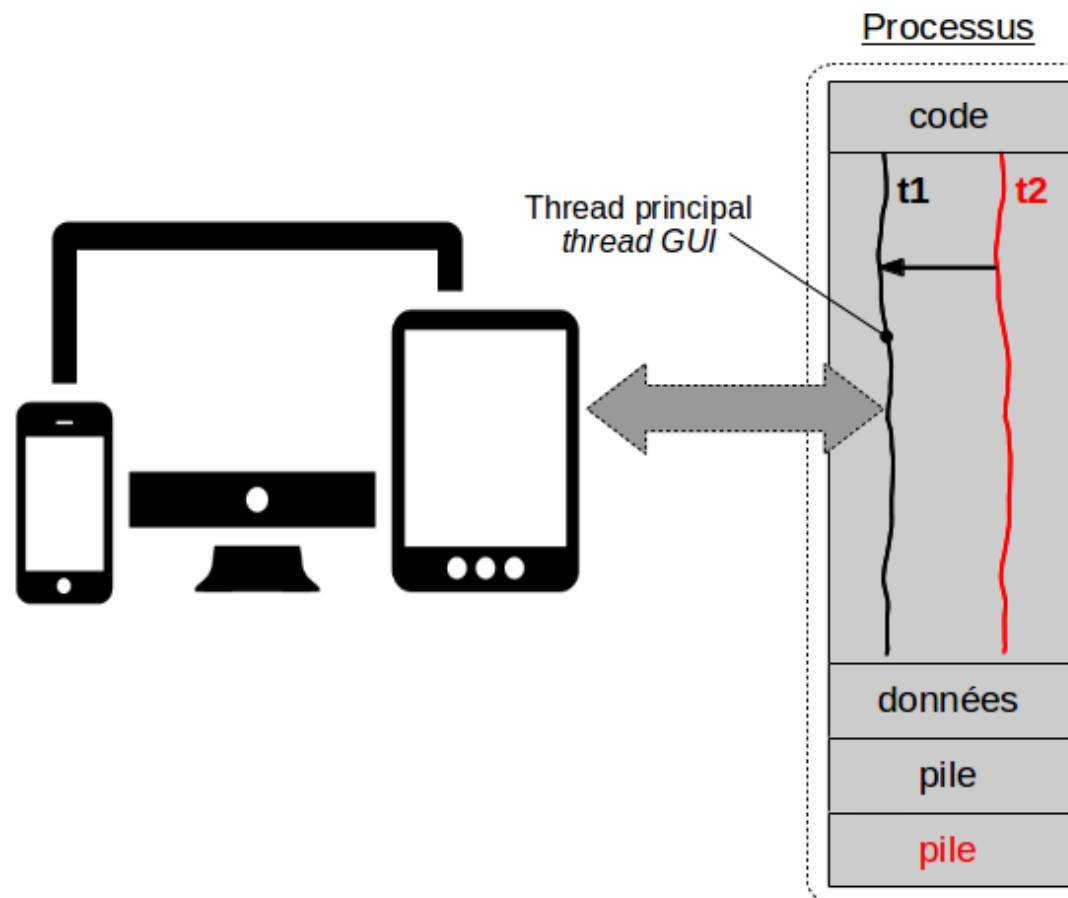 Processus
code
t1
t2
Thread principal
thread GUI
données
pile
pile